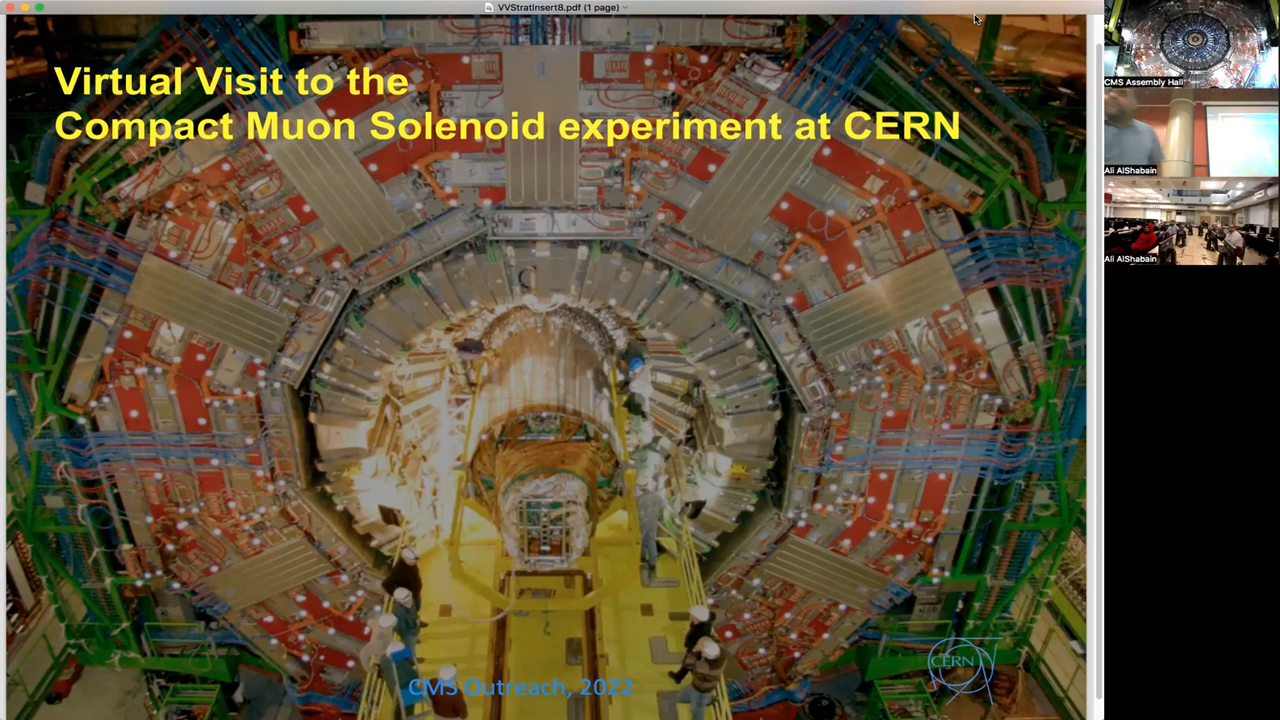 VVStratInsert8.pdf (1 page)
Virtual Visit to the
Compact Muon Solenoid experiment at CERN
CMS Outreach, 2022
CERN
CMS Assembly Hall
Ali AlShabain
Ali AlShabain